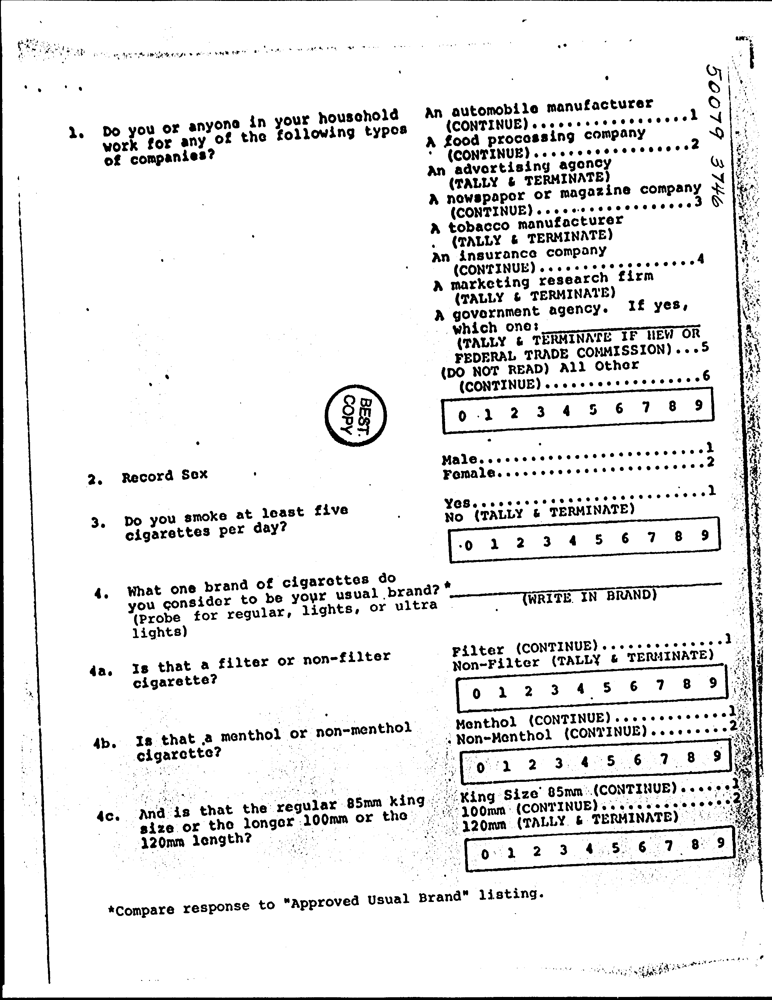 50079 3746
1. Do you or anyone in your household
work for any of the following types
of companies?
An automobile manufacturer
(CONTINUE)...................1
A food processing company
(CONTINUE)...................2
An advertising agency
(TALLY & TERMINATE)
A newspaper or magazine company
(CONTINUE)...................3
A tobacco manufacturer
(TALLY & TERMINATE)
An insurance company
(CONTINUE)...................4
A marketing research firm
(TALLY & TERMINATE)
A government agency. If yes,
which one:
(TALLY & TERMINATE IF HEW OR
FEDERAL TRADE COMMISSION)...5
(DO NOT READ) All Other
(CONTINUE)...................6
0 1 2 3 4 5 6 7 8 9
BEST
COPY
2. Record Sex
Male...........................1
Female.........................2
3. Do you smoke at least five
cigarettes per day?
Yes............................1
No (TALLY & TERMINATE)
0 1 2 3 4 5 6 7 8 9
4. What one brand of cigarettes do
you consider to be your usual brand?*
(Probe for regular, lights, or ultra
lights)
(WRITE IN BRAND)
4a. Is that a filter or non-filter
cigarette?
Filter (CONTINUE)...............1
Non-Filter (TALLY & TERMINATE)
0 1 2 3 4 5 6 7 8 9
4b. Is that a menthol or non-menthol
cigarette?
Menthol (CONTINUE).............1
Non-Menthol (CONTINUE).........2
0 1 2 3 4 5 6 7 8 9
4c. And is that the regular 85mm king
size or the longer 100mm or the
120mm length?
King Size 85mm (CONTINUE)......1
100mm (CONTINUE)...............2
120mm (TALLY & TERMINATE)
0 1 2 3 4 5 6 7 8 9
*Compare response to "Approved Usual Brand" listing.